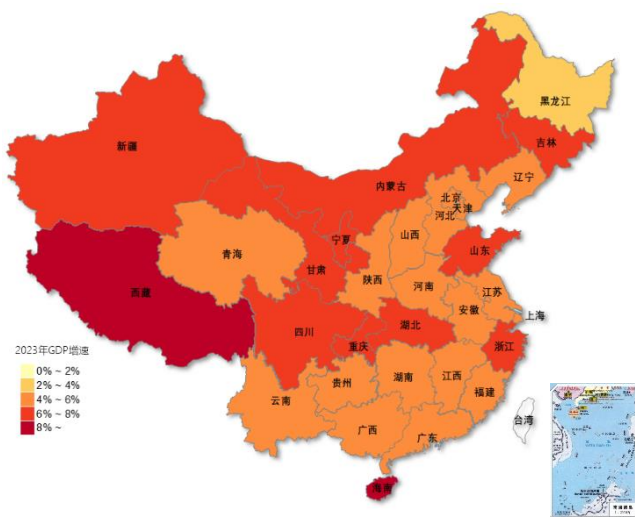 黑龙江
吉林
新疆
辽宁
内蒙古
北京
天津
河北
山西
宁夏
山东
青海
甘肃
陕西
河南
江苏
西藏
安徽
上海
四川
湖北
重庆
浙江
2023年GDP增速
0% ~ 2%
2% ~ 4%
4% ~ 6%
6% ~ 8%
8% ~
贵州
湖南
江西
福建
云南
广西
广东
台湾
海南